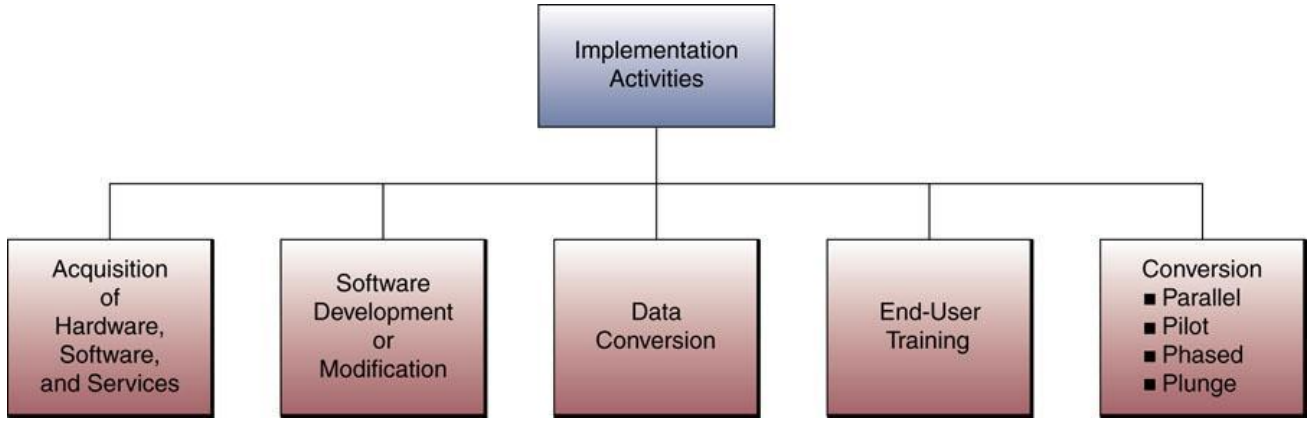 Implementation
Activities
Acquisition
of
Hardware,
Software,
and Services
Software
Development
or
Modification
Data
Conversion
End-User
Training
Conversion
■ Parallel
■ Pilot
■ Phased
■ Plunge